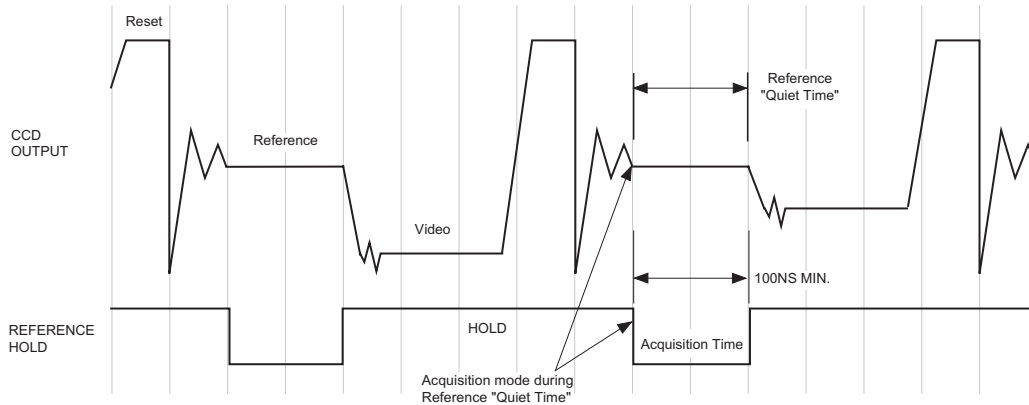 Reset
Reference
"Quiet Time"
CCD
OUTPUT
Reference
Video
100NS MIN.
REFERENCE
HOLD
HOLD
Acquisition Time
Acquisition mode during
Reference "Quiet Time"